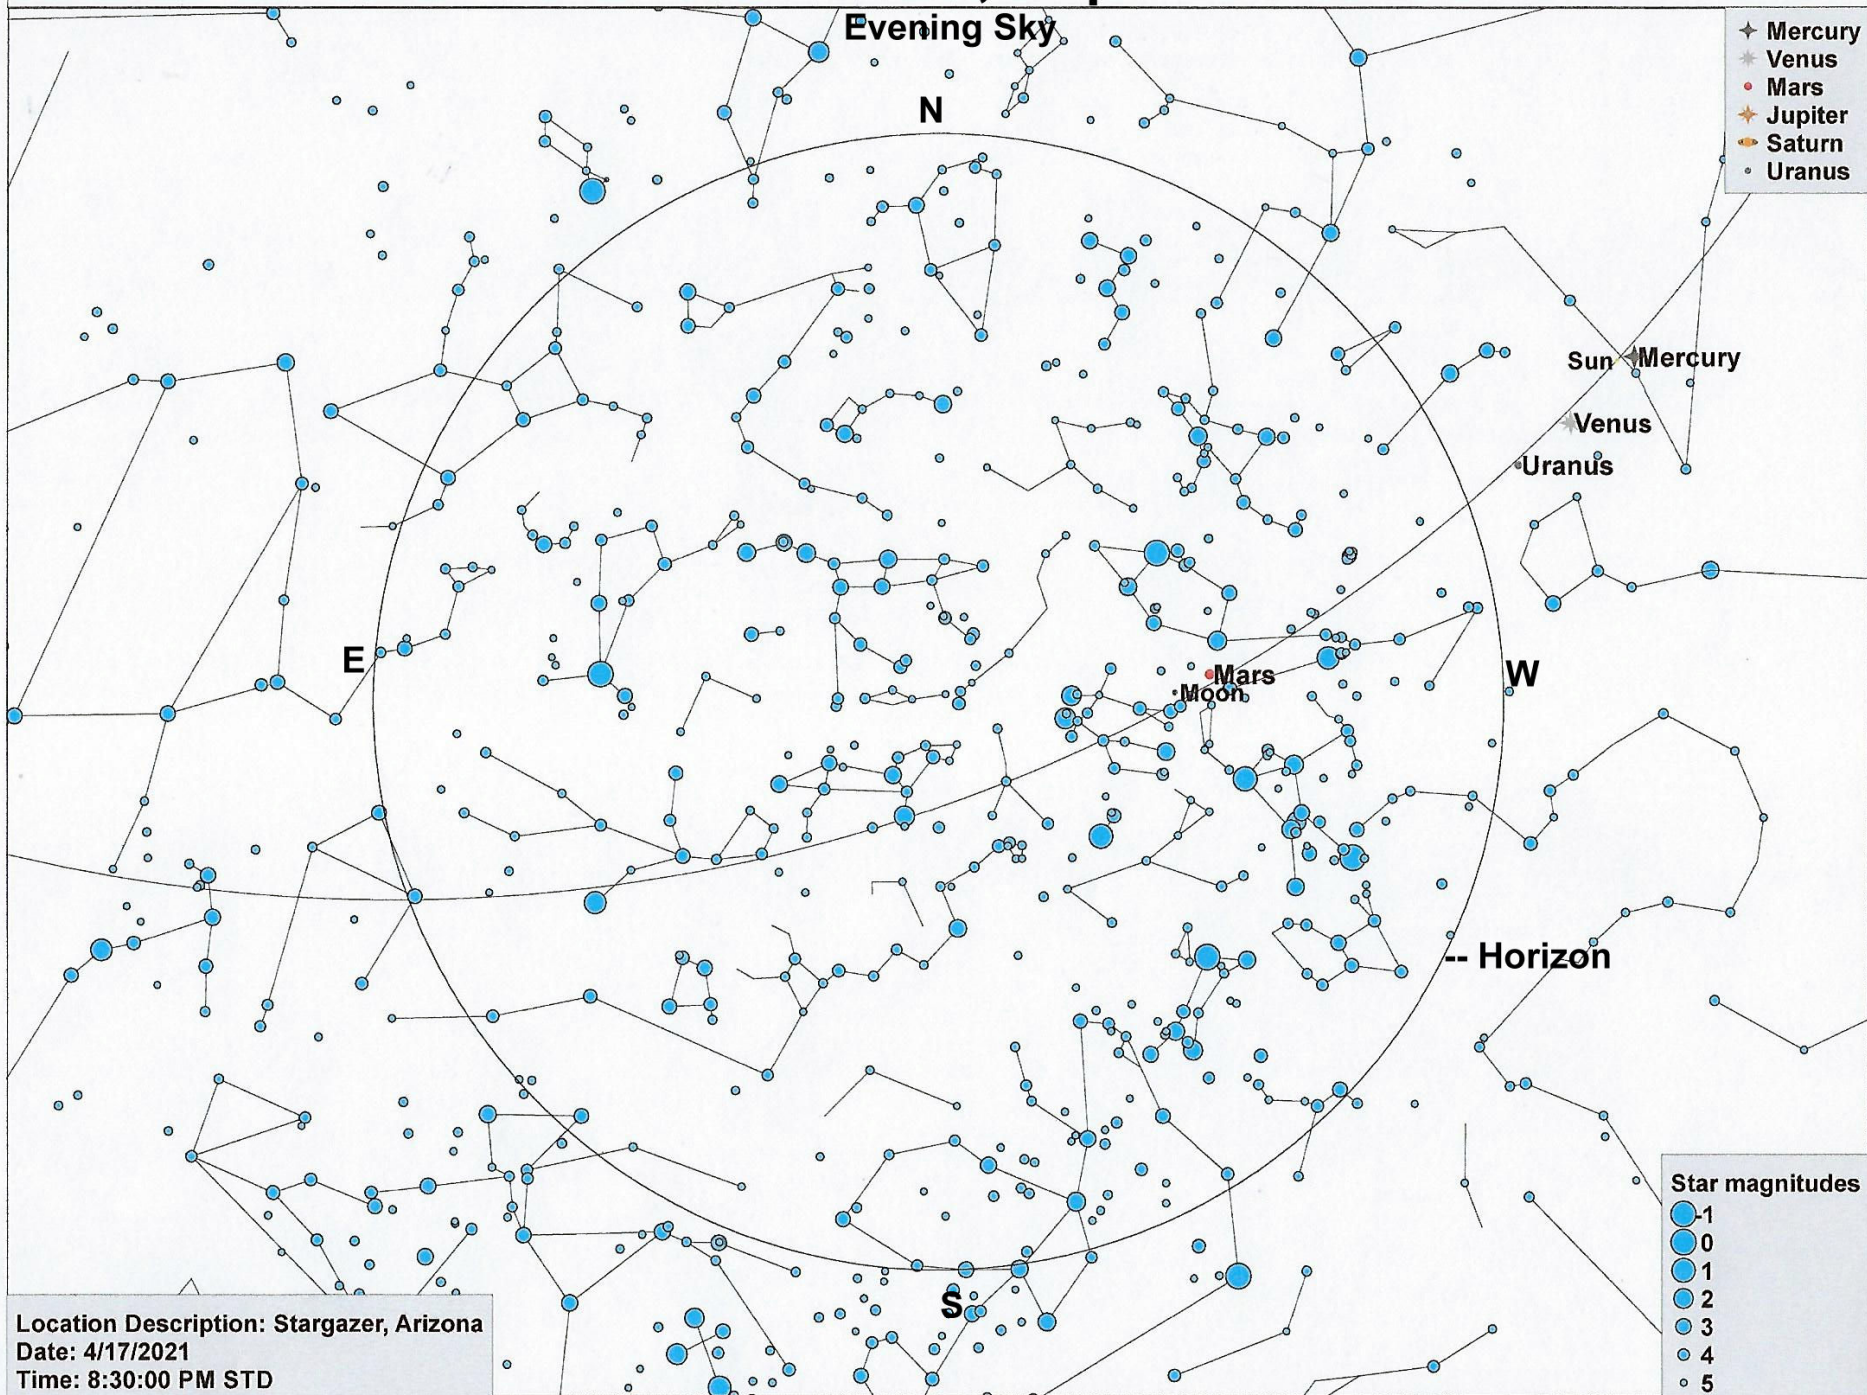 Evening Sky
Mercury
Venus
Mars
Jupiter
Saturn
Uranus
N
Sun
Mercury
Venus
Uranus
E
Mars
Moon
W
-- Horizon
S
Star magnitudes
-1
0
1
2
3
4
5
Location Description: Stargazer, Arizona
Date: 4/17/2021
Time: 8:30:00 PM STD